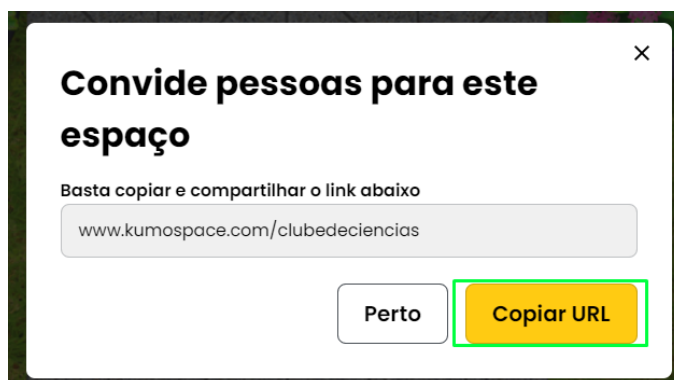 Convide pessoas para este
espaço
Basta copiar e compartilhar o link abaixo
www.kumospace.com/clubedeciencias
Perto
Copiar URL